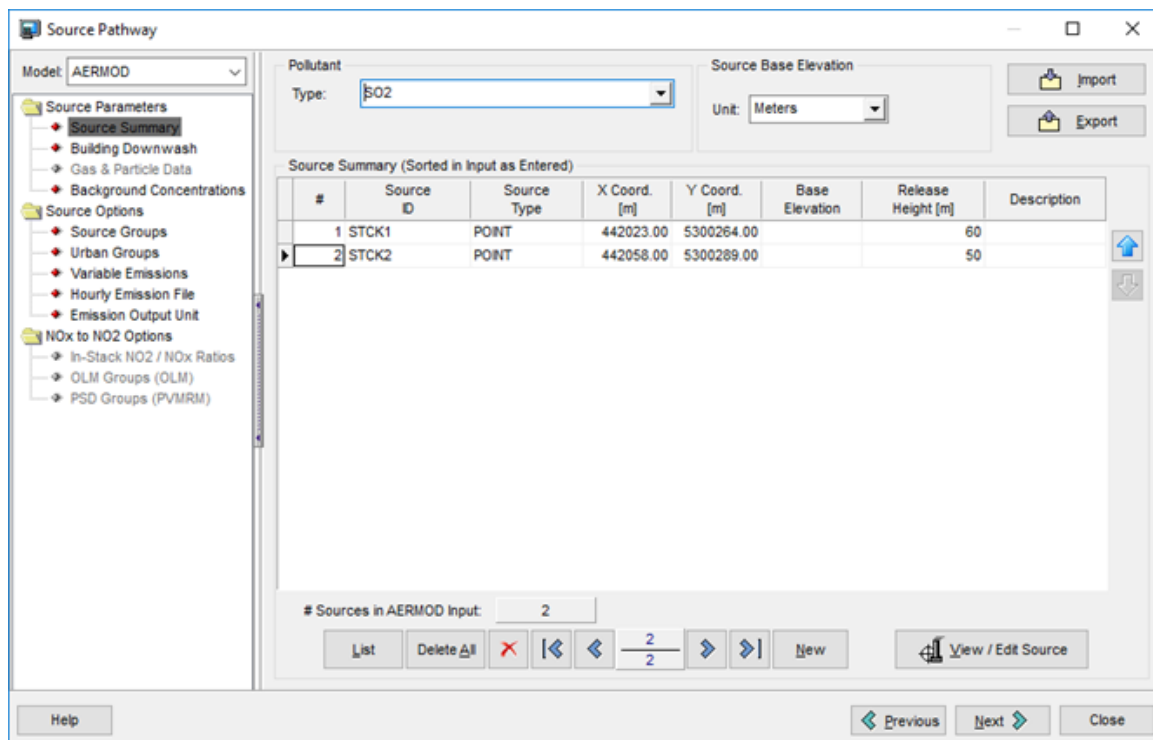 Source Pathway
Model: AERMOD
Source Parameters
Source Summary
Building Downwash
Gas & Particle Data
Background Concentrations
Source Options
Source Groups
Urban Groups
Variable Emissions
Hourly Emission File
Emission Output Unit
NOx to NO2 Options
In-Stack NO2 / NOx Ratios
OLM Groups (OLM)
PSD Groups (PVMRM)
Pollutant
Type: SO2
Source Base Elevation
Unit: Meters
Import
Export
Source Summary (Sorted in Input as Entered)
# Source ID Source Type X Coord. [m] Y Coord. [m] Base Elevation Release Height [m] Description
1 STCK1 POINT 442023.00 5300264.00 60
2 STCK2 POINT 442058.00 5300289.00 50
# Sources in AERMOD Input: 2
List Delete All 2 New View / Edit Source
2
Help Previous Next Close